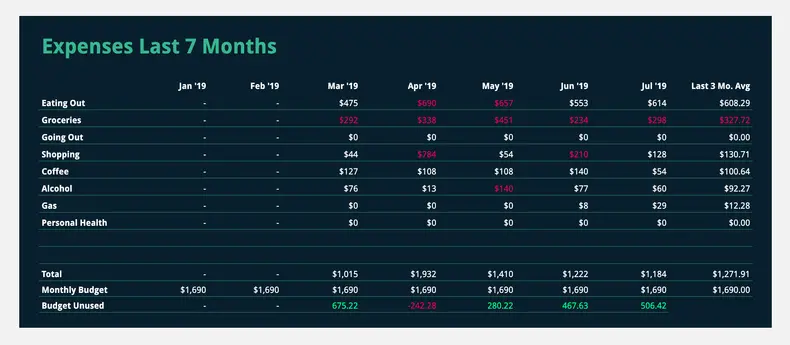 Expenses Last 7 Months
Jan '19 Feb '19 Mar '19 Apr '19 May '19 Jun '19 Jul '19 Last 3 Mo. Avg
Eating Out - - $475 $690 $657 $553 $614 $608.29
Groceries - - $292 $338 $451 $234 $298 $327.72
Going Out - - $0 $0 $0 $0 $0 $0.00
Shopping - - $44 $784 $54 $210 $128 $130.71
Coffee - - $127 $108 $108 $140 $54 $100.64
Alcohol - - $76 $13 $140 $77 $60 $92.27
Gas - - $0 $0 $0 $8 $29 $12.28
Personal Health - - $0 $0 $0 $0 $0 $0.00
Total - - $1,015 $1,932 $1,410 $1,222 $1,184 $1,271.91
Monthly Budget $1,690 $1,690 $1,690 $1,690 $1,690 $1,690 $1,690 $1,690.00
Budget Unused - - 675.22 -242.28 280.22 467.63 506.42